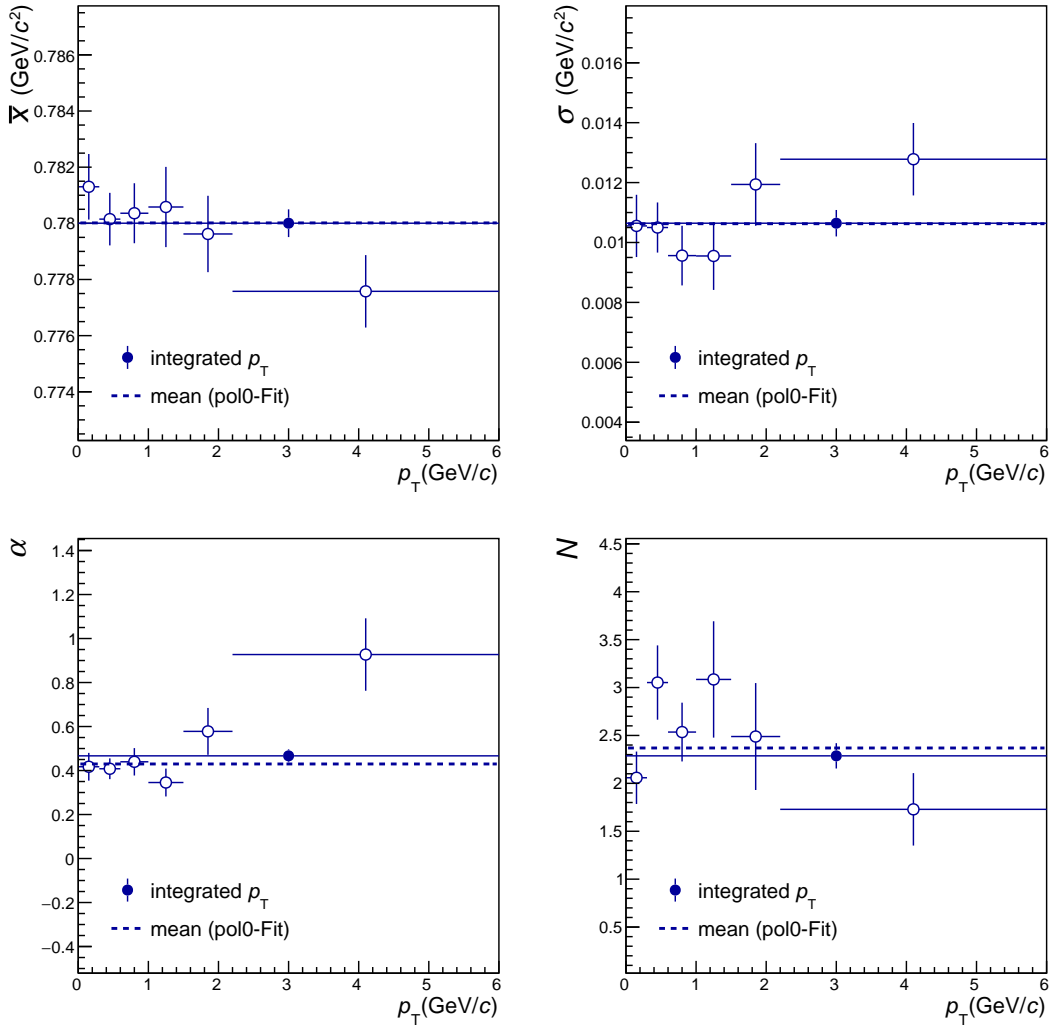 x̅ (GeV/c²)
0.786
0.784
0.782
0.78
0.778
0.776
0.774
integrated p_T
mean (pol0-Fit)
0 1 2 3 4 5 6
p_T(GeV/c)
σ (GeV/c²)
0.016
0.014
0.012
0.01
0.008
0.006
0.004
integrated p_T
mean (pol0-Fit)
0 1 2 3 4 5 6
p_T(GeV/c)
α
1.4
1.2
1
0.8
0.6
0.4
0.2
0
−0.2
−0.4
integrated p_T
mean (pol0-Fit)
0 1 2 3 4 5 6
p_T(GeV/c)
N
4.5
4
3.5
3
2.5
2
1.5
1
0.5
integrated p_T
mean (pol0-Fit)
0 1 2 3 4 5 6
p_T(GeV/c)